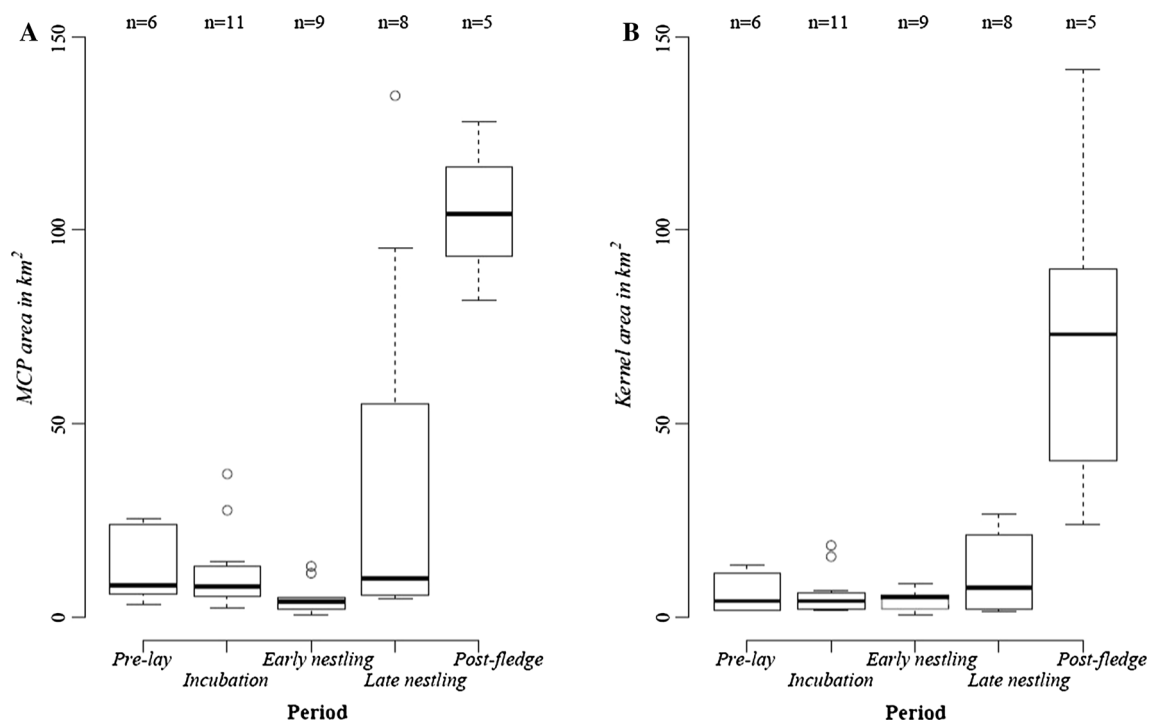 A
n=6 n=11 n=9 n=8 n=5
150
100
50
0
MCP area in km²
Pre-lay Early nestling Post-fledge
Incubation Late nestling
Period
B
n=6 n=11 n=9 n=8 n=5
150
100
50
0
Kernel area in km²
Pre-lay Early nestling Post-fledge
Incubation Late nestling
Period